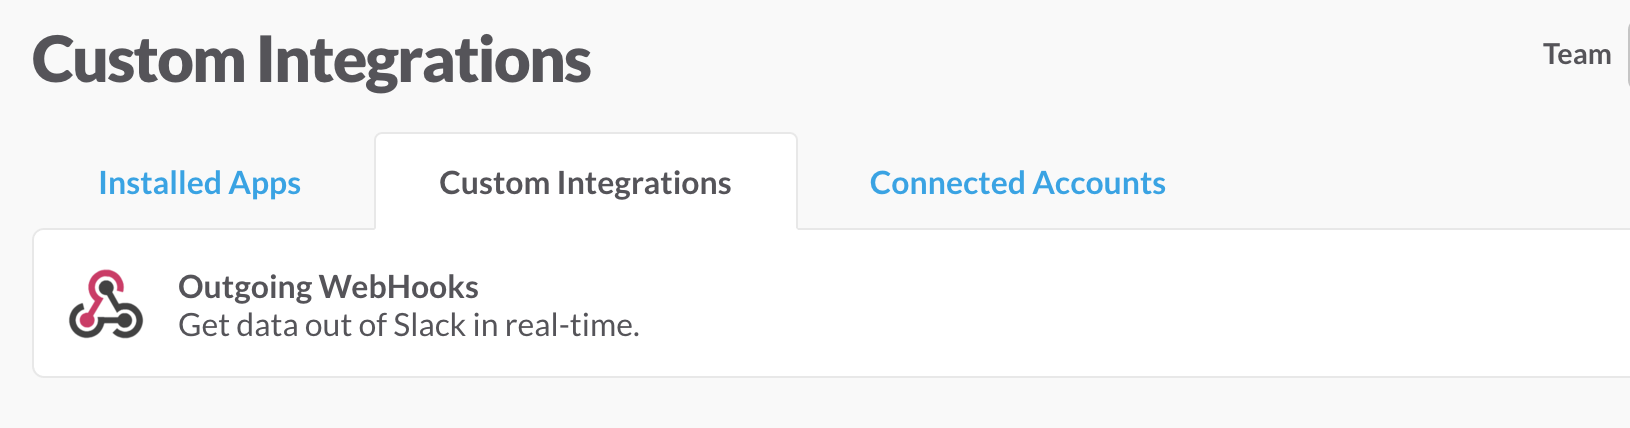 Custom Integrations
Team
Installed Apps
Custom Integrations
Connected Accounts
Outgoing WebHooks
Get data out of Slack in real-time.